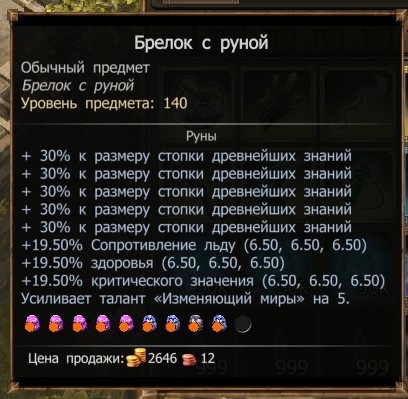 Брелок с руной
Обычный предмет
Брелок с руной
Уровень предмета: 140
Руны
+ 30% к размеру стопки древнейших знаний
+ 30% к размеру стопки древнейших знаний
+ 30% к размеру стопки древнейших знаний
+ 30% к размеру стопки древнейших знаний
+ 30% к размеру стопки древнейших знаний
+19.50% Сопротивление льду (6.50, 6.50, 6.50)
+19.50% здоровья (6.50, 6.50, 6.50)
+19.50% критического значения (6.50, 6.50, 6.50)
Усиливает талант «Изменяющий миры» на 5.
Цена продажи: 2646 12
999 999 999